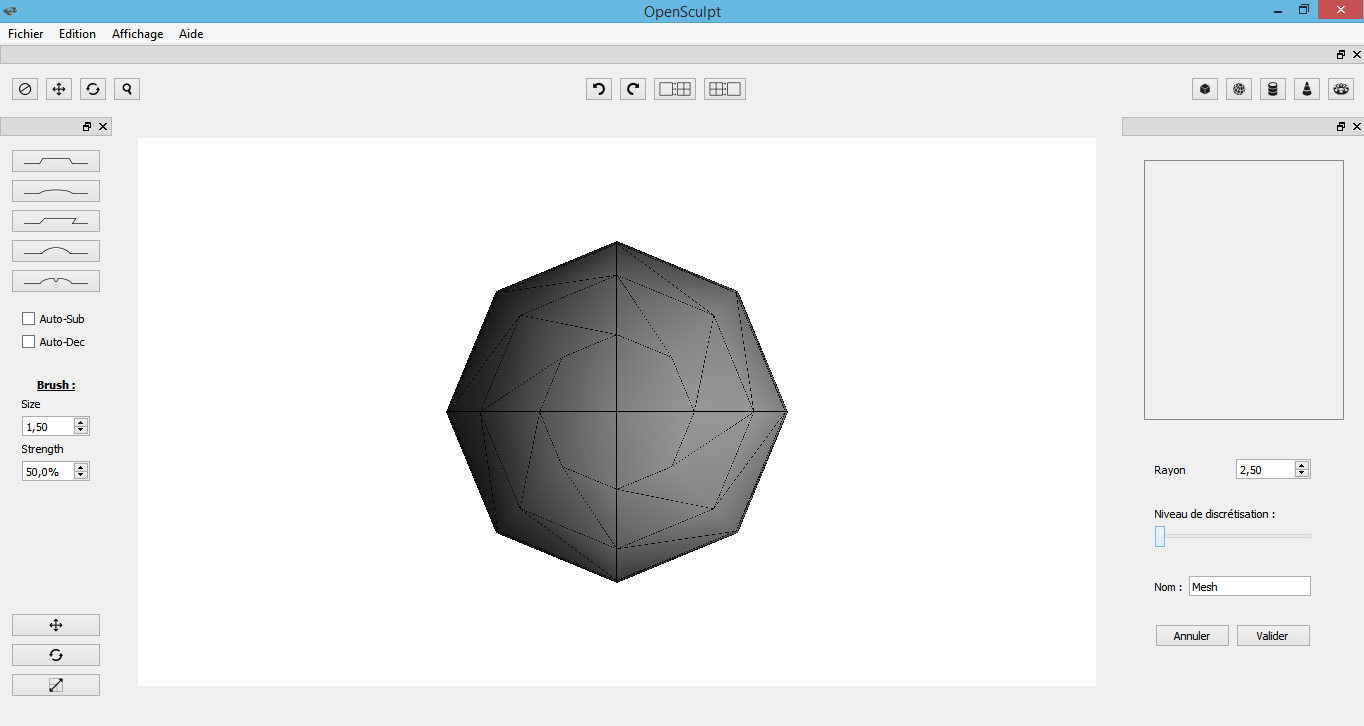 OpenSculpt
Fichier Edition Affichage Aide
Auto-Sub
Auto-Dec
Brush :
Size
1,50
Strength
50,0%
Rayon 2,50
Niveau de discrétisation :
Nom : Mesh
Annuler Valider